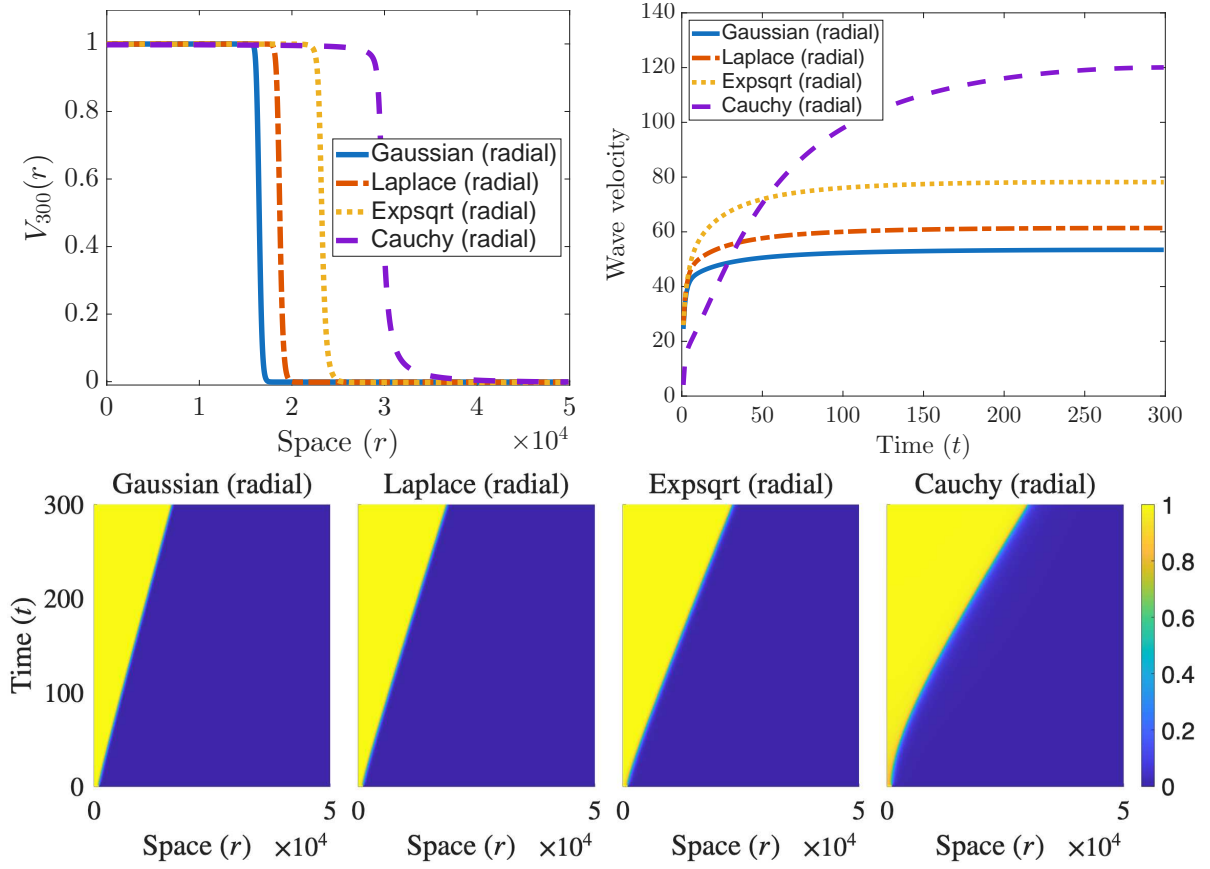 1
0.8
0.6
0.4
0.2
0
V300(r)
Gaussian (radial)
Laplace (radial)
Expsqrt (radial)
Cauchy (radial)
0 1 2 3 4 5
Space (r) ×10^4
140
120
100
80
60
40
20
0
Wave velocity
Gaussian (radial)
Laplace (radial)
Expsqrt (radial)
Cauchy (radial)
0 50 100 150 200 250 300
Time (t)
Gaussian (radial) Laplace (radial) Expsqrt (radial) Cauchy (radial)
300
200
100
0
Time (t)
0 5 0 5 0 5 0 5
Space (r) ×10^4 Space (r) ×10^4 Space (r) ×10^4 Space (r) ×10^4
1
0.8
0.6
0.4
0.2
0